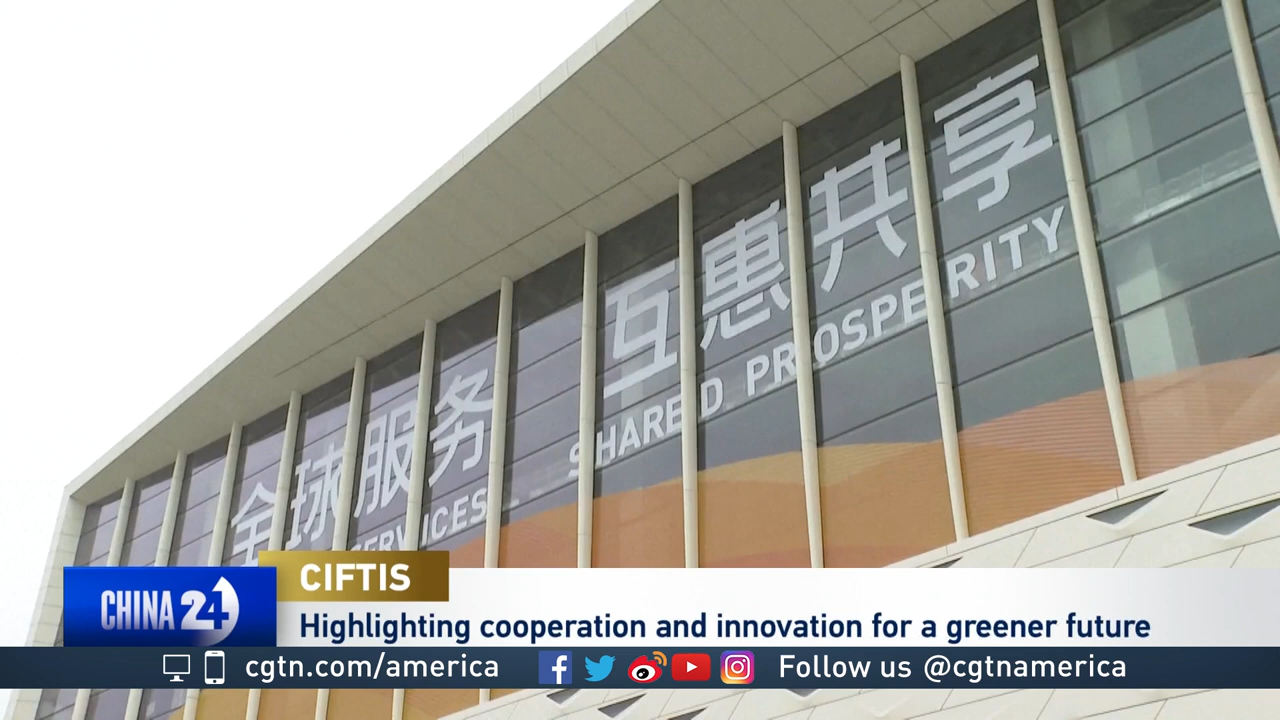 全球服务 互惠共享
SERVICES SHARED PROSPERITY
CIFTIS
CHINA 24
Highlighting cooperation and innovation for a greener future
cgtn.com/america Follow us @cgtnamerica